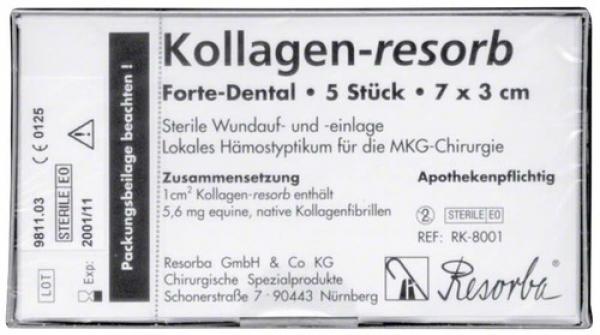 Kollagen-resorb
Forte-Dental • 5 Stück • 7 x 3 cm
Sterile Wundauf- und -einlage
Lokales Hämostyptikum für die MKG-Chirurgie
Zusammensetzung
1cm² Kollagen-resorb enthält
5,6 mg equine, native Kollagenfibrillen
Apothekenpflichtig
2 STERILE EO
REF: RK-8001
Resorba GmbH & Co KG
Chirurgische Spezialprodukte
Schonerstraße 7 · 90443 Nürnberg
Resorba®
Packungsbeilage beachten !
CE 0125
STERILE EO
LOT 9811.03
Exp: 2001/11